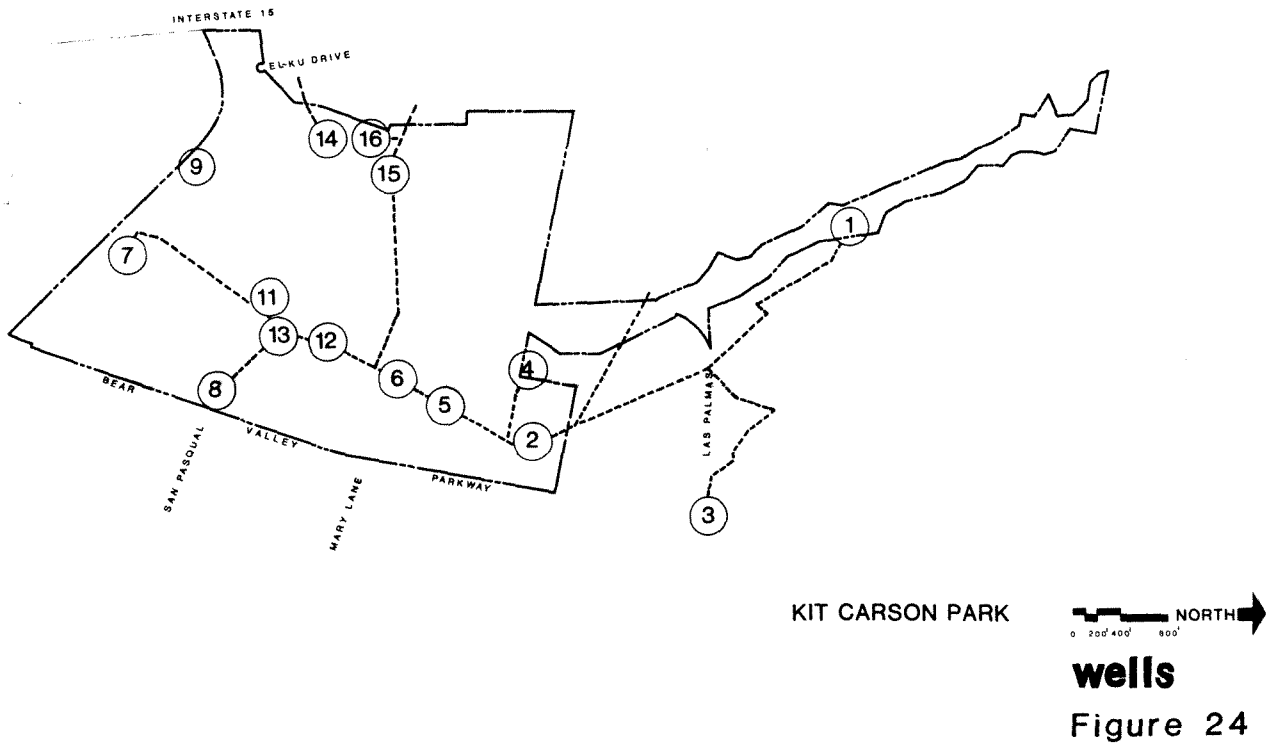 INTERSTATE 15
EL-KU DRIVE
14
16
15
9
1
7
11
13
12
4
6
8
5
2
BEAR
VALLEY
PARKWAY
SAN PASQUAL
MARY LANE
LAS PALMAS
3
KIT CARSON PARK
NORTH
0 200' 400' 800'
wells
Figure 24